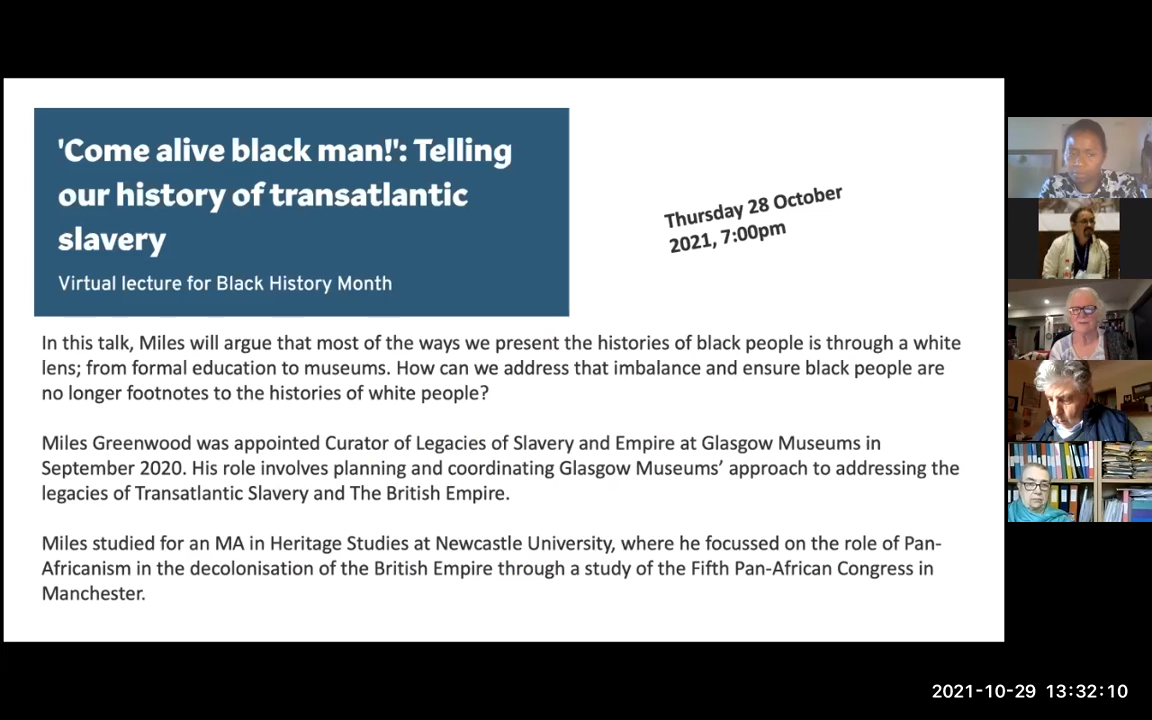 'Come alive black man!': Telling
our history of transatlantic
slavery
Virtual lecture for Black History Month
Thursday 28 October
2021, 7:00pm
In this talk, Miles will argue that most of the ways we present the histories of black people is through a white
lens; from formal education to museums. How can we address that imbalance and ensure black people are
no longer footnotes to the histories of white people?
Miles Greenwood was appointed Curator of Legacies of Slavery and Empire at Glasgow Museums in
September 2020. His role involves planning and coordinating Glasgow Museums’ approach to addressing the
legacies of Transatlantic Slavery and The British Empire.
Miles studied for an MA in Heritage Studies at Newcastle University, where he focussed on the role of Pan-
Africanism in the decolonisation of the British Empire through a study of the Fifth Pan-African Congress in
Manchester.
2021-10-29 13:32:10